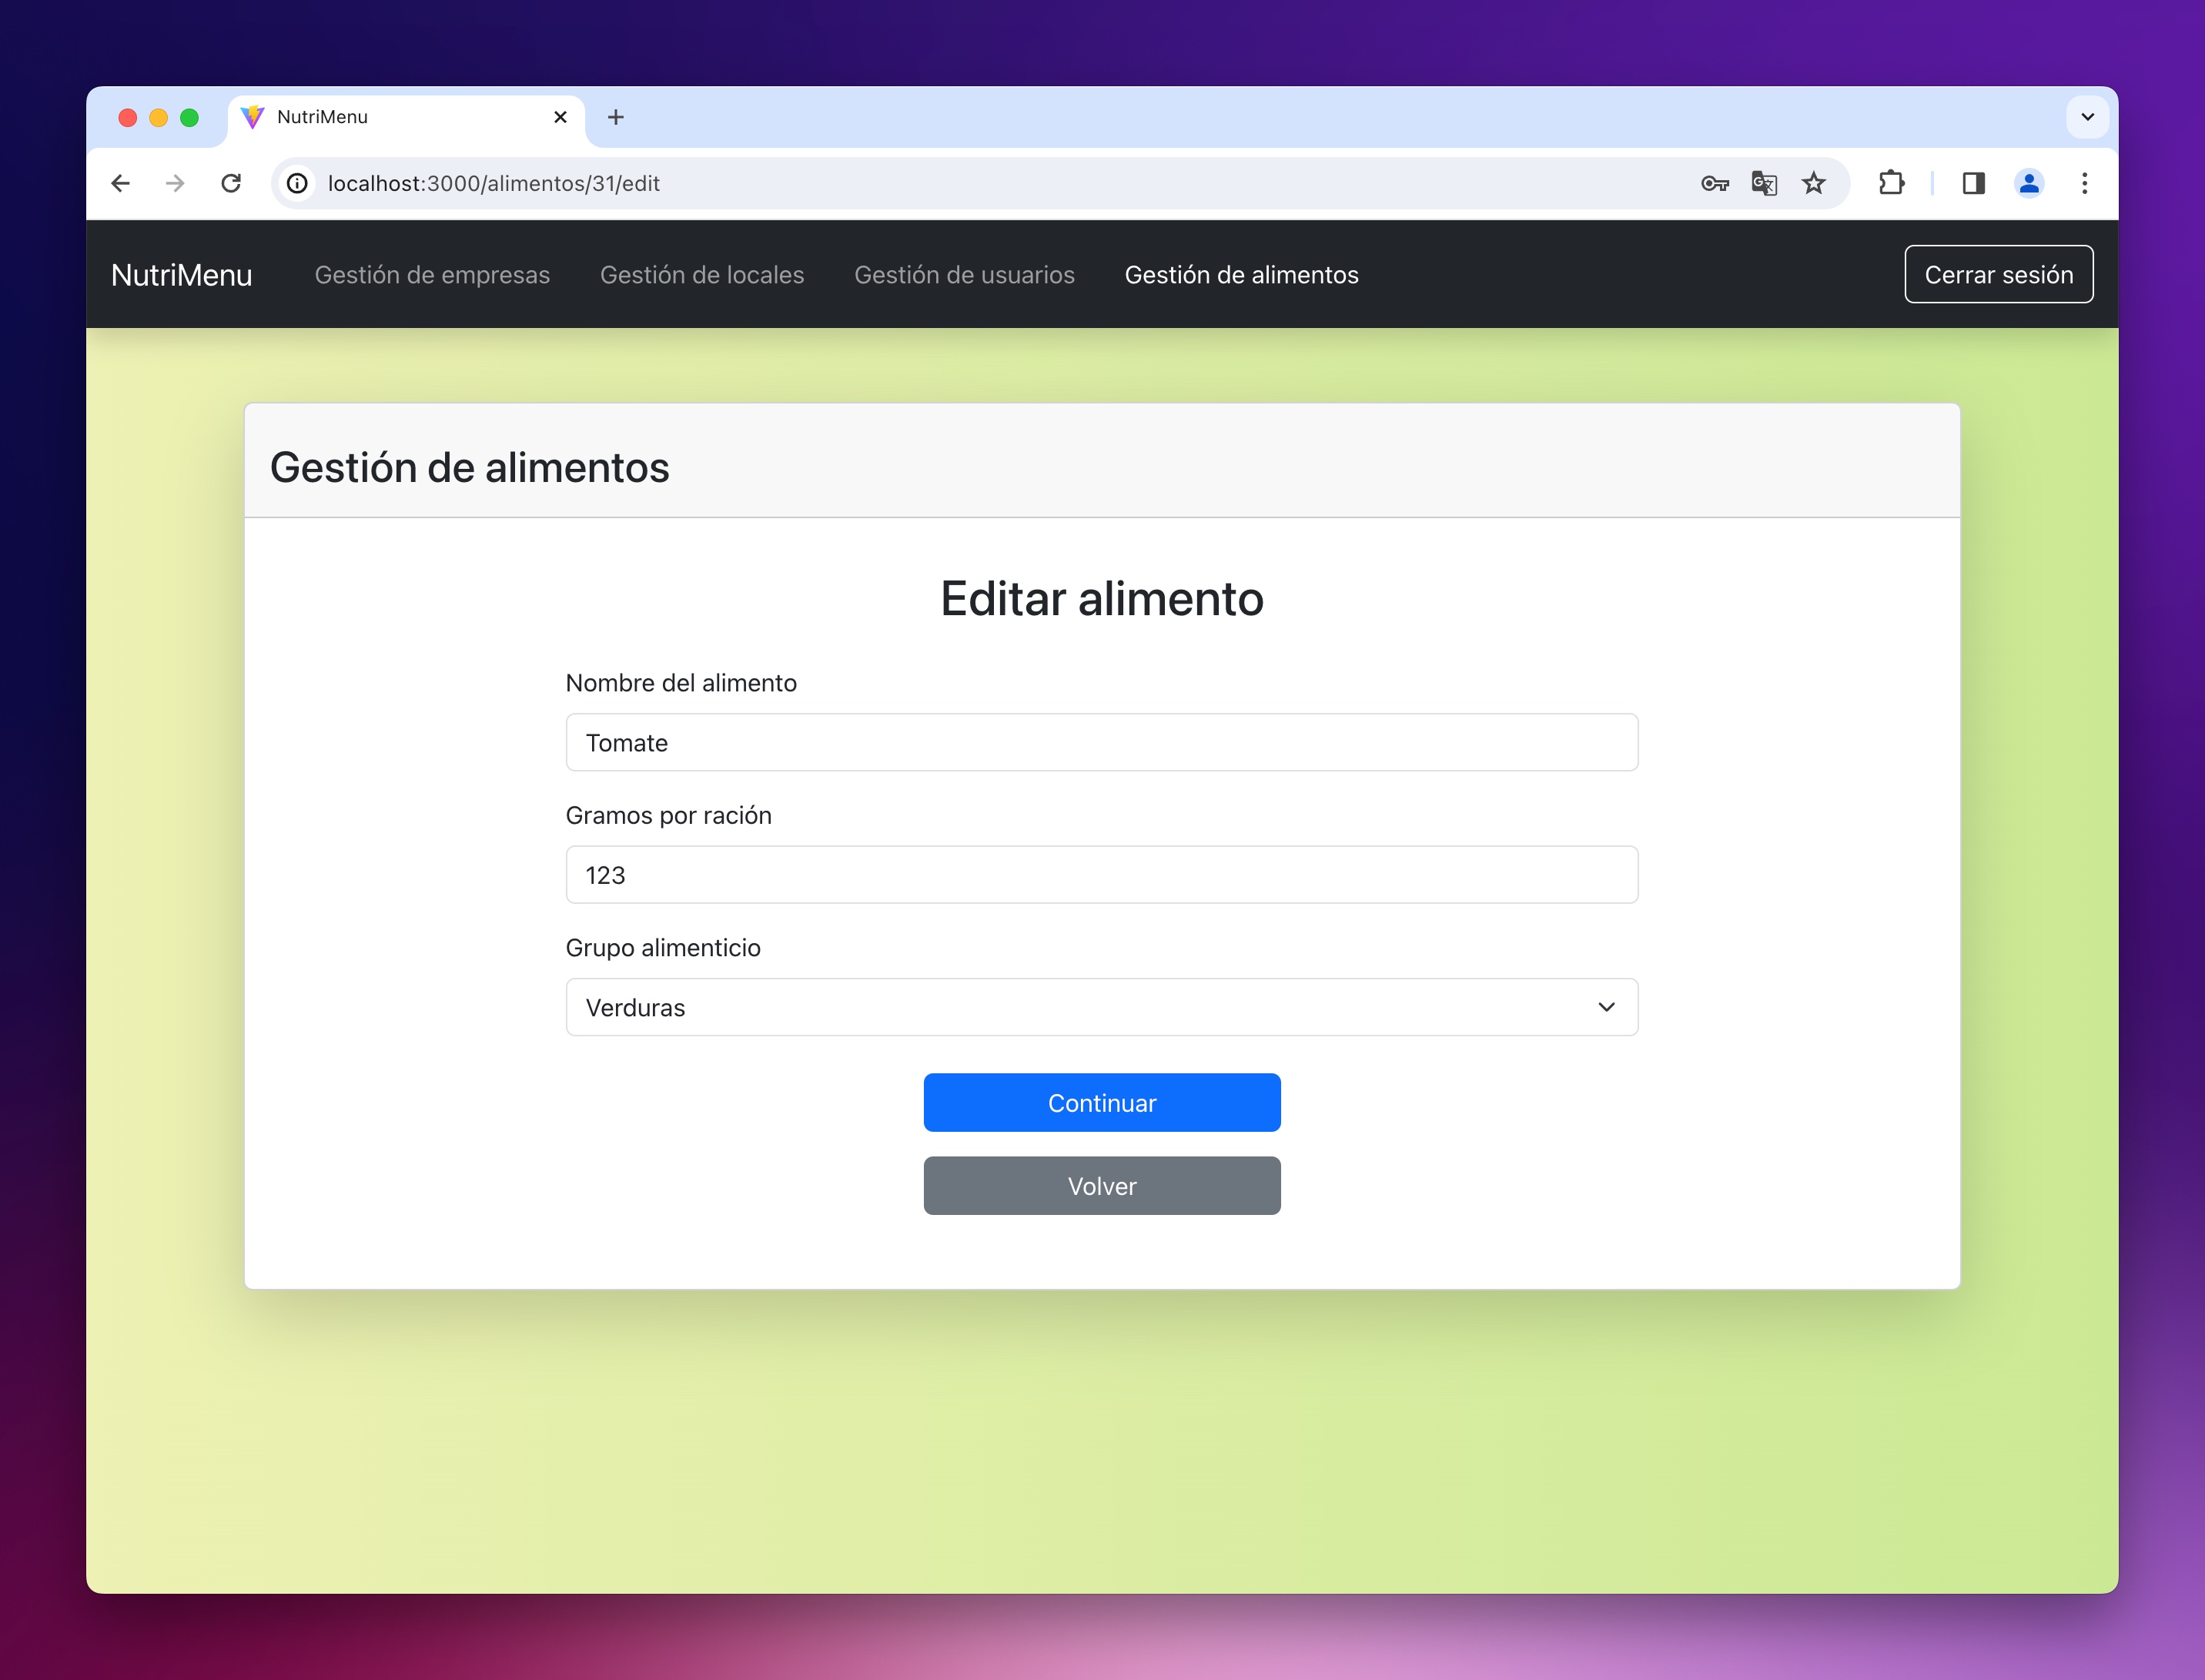 NutriMenu
localhost:3000/alimentos/31/edit
NutriMenu Gestión de empresas Gestión de locales Gestión de usuarios Gestión de alimentos Cerrar sesión
Gestión de alimentos
Editar alimento
Nombre del alimento
Tomate
Gramos por ración
123
Grupo alimenticio
Verduras
Continuar
Volver